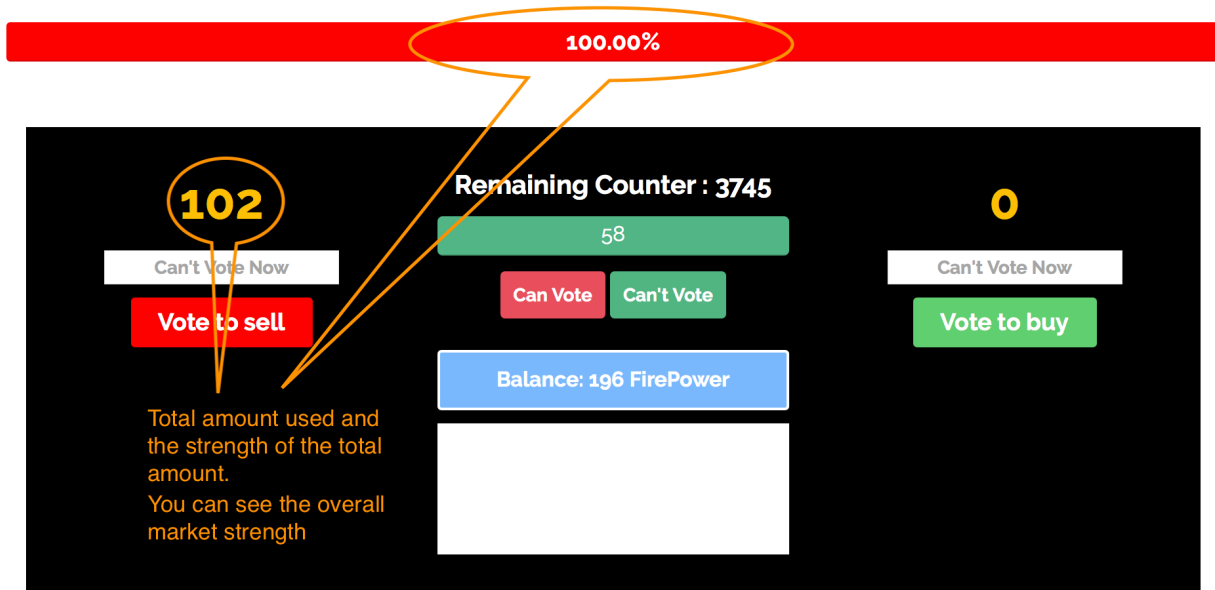 100.00%
102
Can't Vote Now
Vote to sell
Remaining Counter : 3745
58
Can Vote
Can't Vote
Balance: 196 FirePower
0
Can't Vote Now
Vote to buy
Total amount used and
the strength of the total
amount.
You can see the overall
market strength